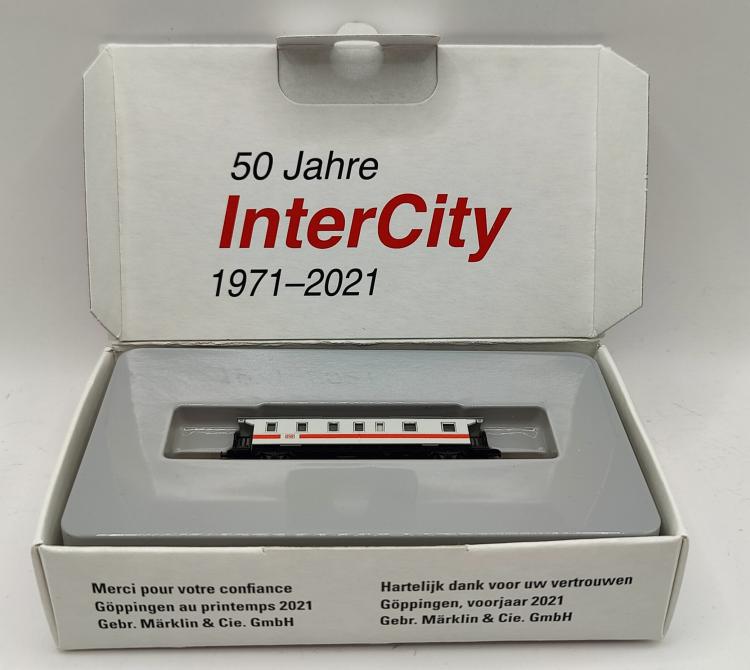 50 Jahre
InterCity
1971–2021
Merci pour votre confiance
Göppingen au printemps 2021
Gebr. Märklin & Cie. GmbH
Hartelijk dank voor uw vertrouwen
Göppingen, voorjaar 2021
Gebr. Märklin & Cie. GmbH